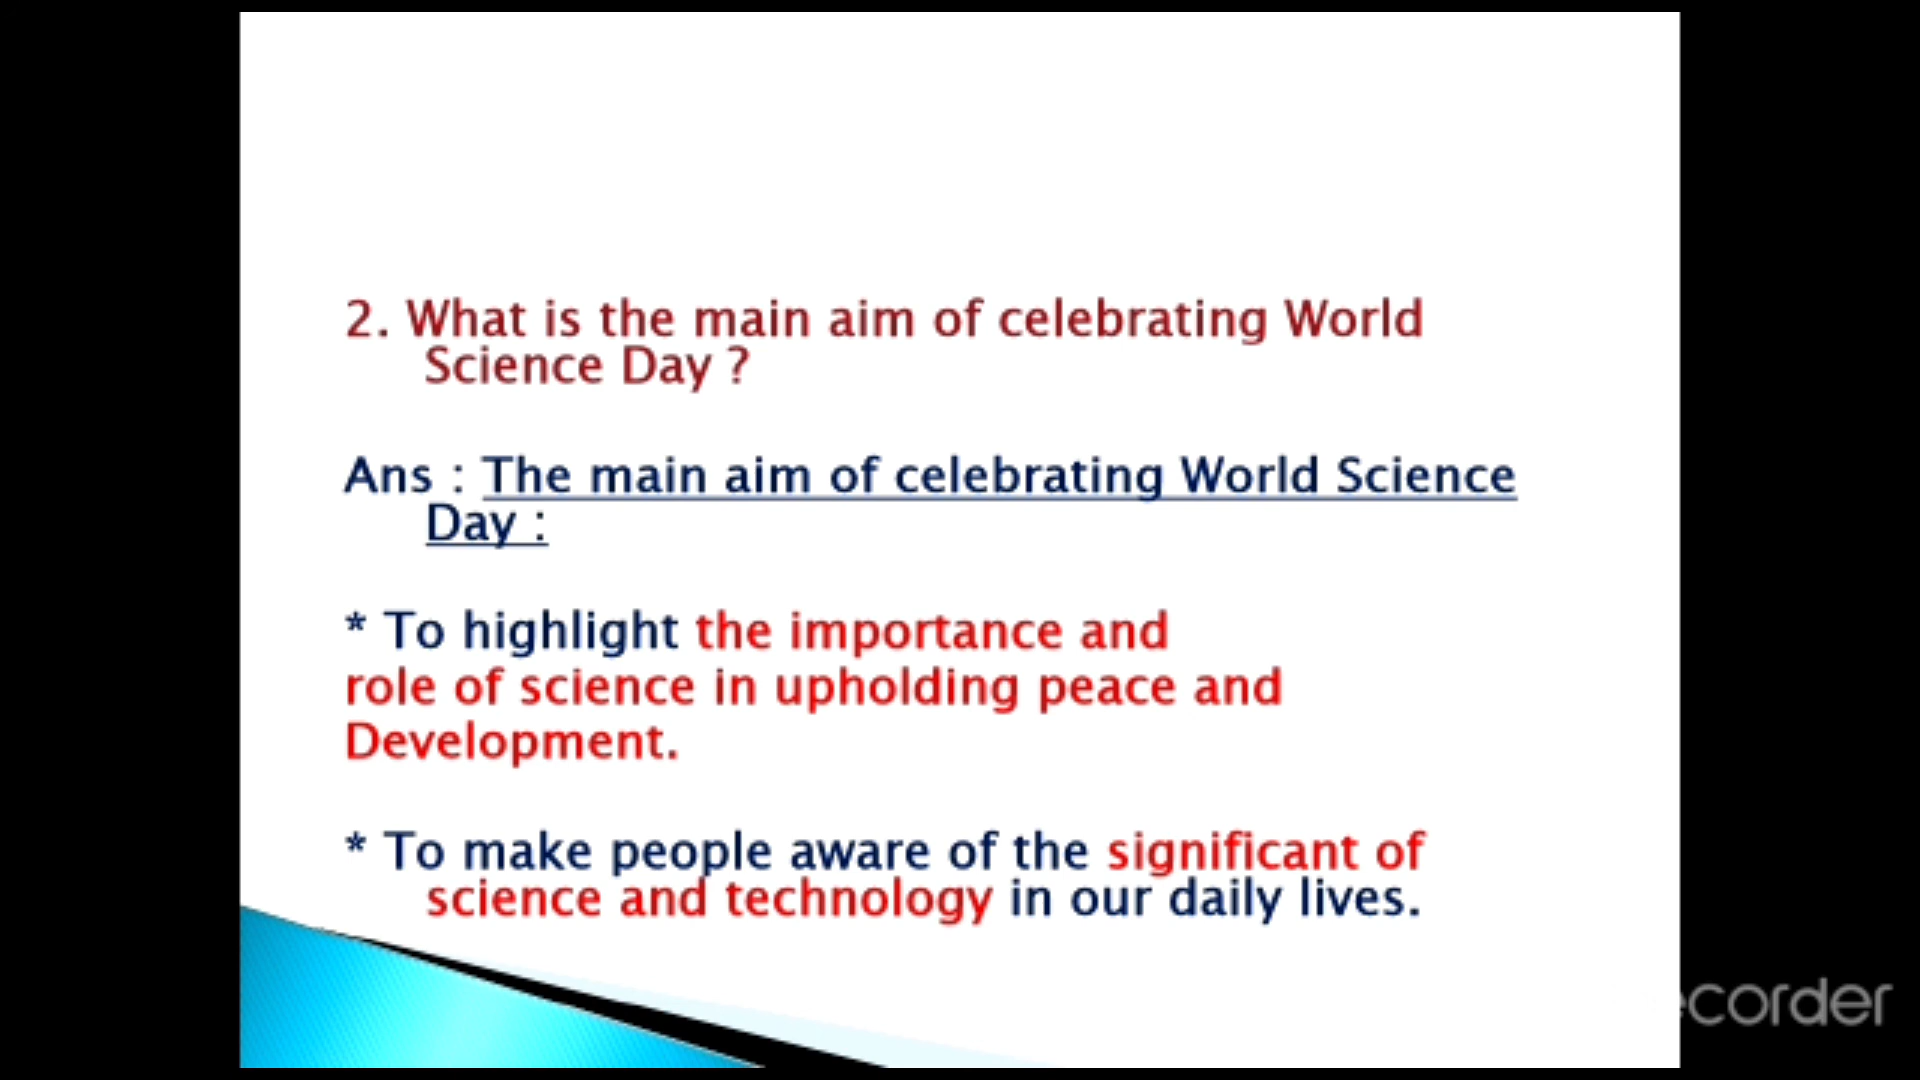 2. What is the main aim of celebrating World
Science Day ?
Ans : The main aim of celebrating World Science
Day :
* To highlight the importance and
role of science in upholding peace and
Development.
* To make people aware of the significant of
science and technology in our daily lives.
ecorder